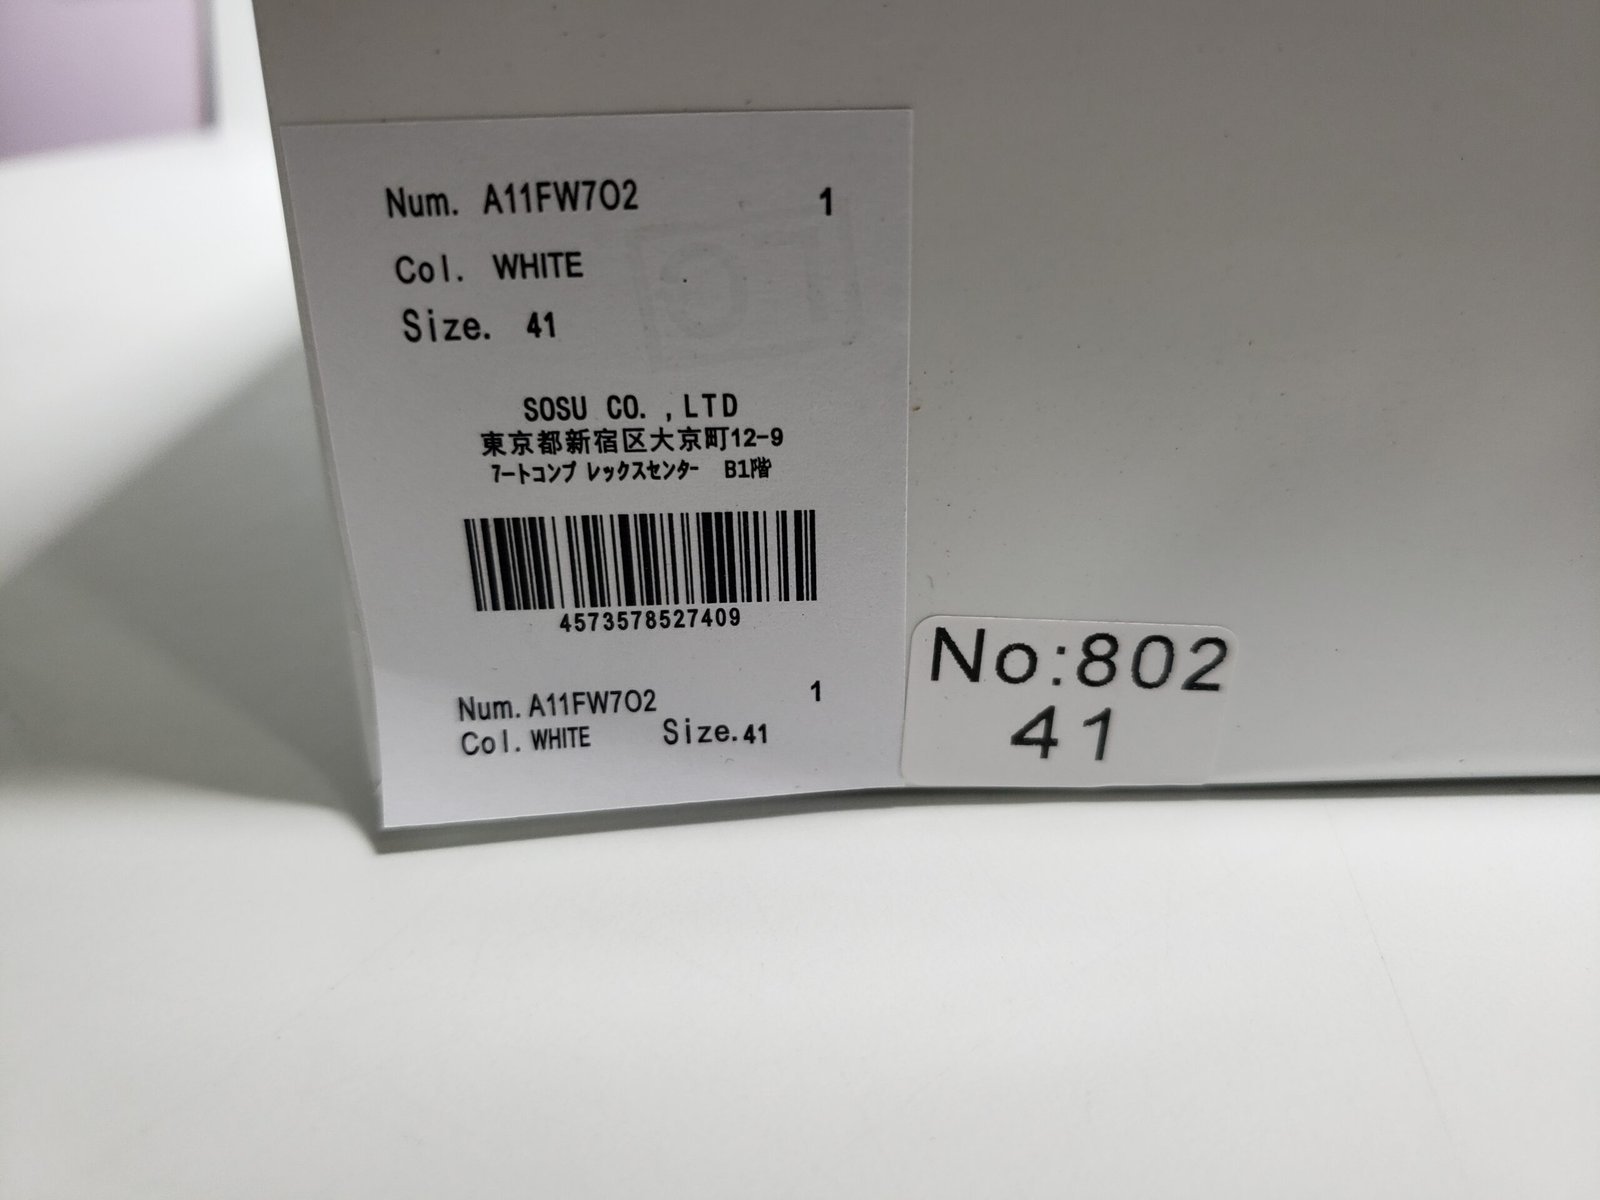 Num. A11FW7O2 1
Col. WHITE
Size. 41
SOSU CO. ,LTD
東京都新宿区大京町12-9
ｱｰﾄｺﾝﾌﾟﾚｯｸｽｾﾝﾀｰ B1階
4573578527409
Num. A11FW7O2 1
Col. WHITE Size. 41
No:802
41